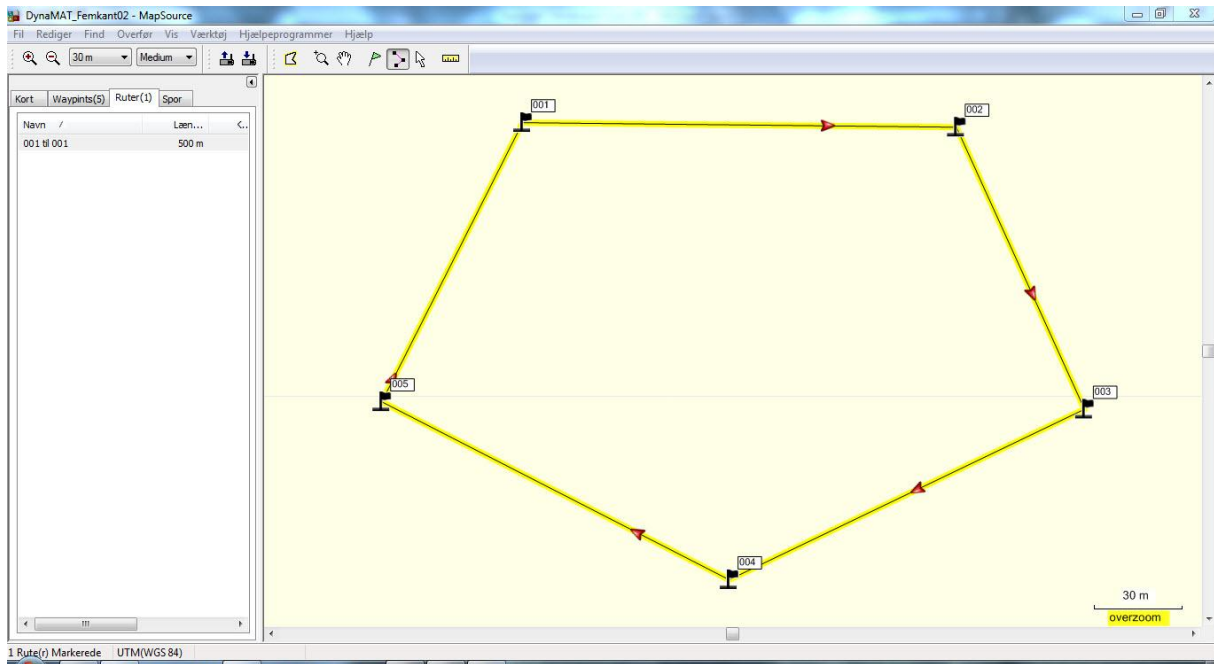 DynaMAT_Femkant02 - MapSource
Fil Rediger Find Overfør Vis Værktøj Hjælpeprogrammer Hjælp
30 m Medium
Kort Waypints(5) Ruter(1) Spor
Navn / Læn... <..
001 til 001 500 m
001
002
003
004
005
30 m
overzoom
1 Rute(r) Markerede UTM(WGS 84)